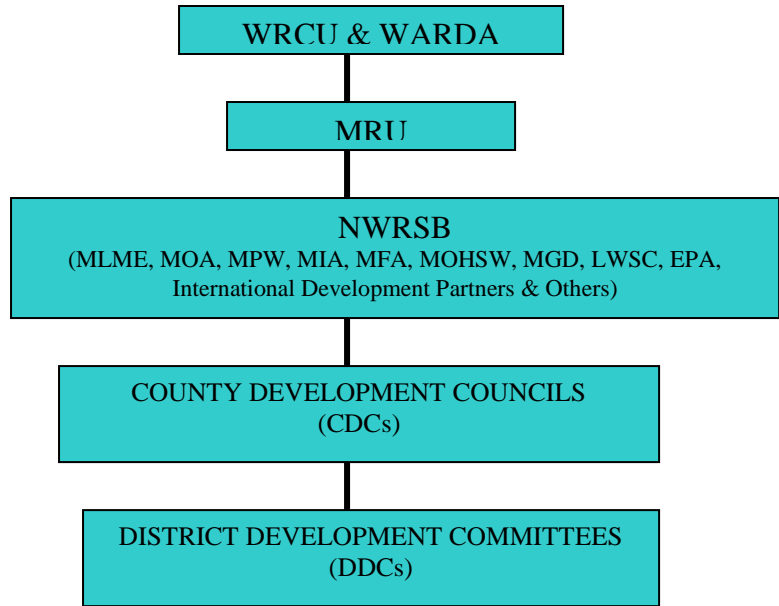 WRCU & WARDA
MRU
NWRSB
(MLME, MOA, MPW, MIA, MFA, MOHSW, MGD, LWSC, EPA,
International Development Partners & Others)
COUNTY DEVELOPMENT COUNCILS
(CDCs)
DISTRICT DEVELOPMENT COMMITTEES
(DDCs)